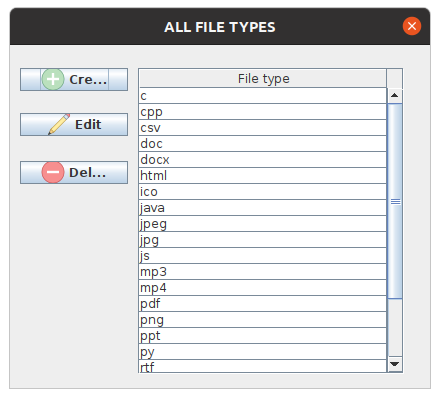 ALL FILE TYPES
Cre...
Edit
Del...
File type
c
cpp
csv
doc
docx
html
ico
java
jpeg
jpg
js
mp3
mp4
pdf
png
ppt
py
rtf